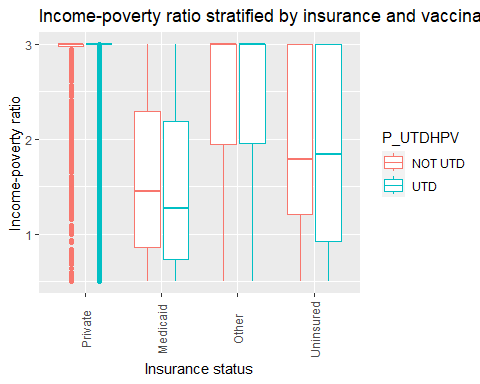 Income-poverty ratio stratified by insurance and vaccina
3
2
1
Income-poverty ratio
Private
Medicaid
Other
Uninsured
Insurance status
P_UTDHPV
NOT UTD
UTD